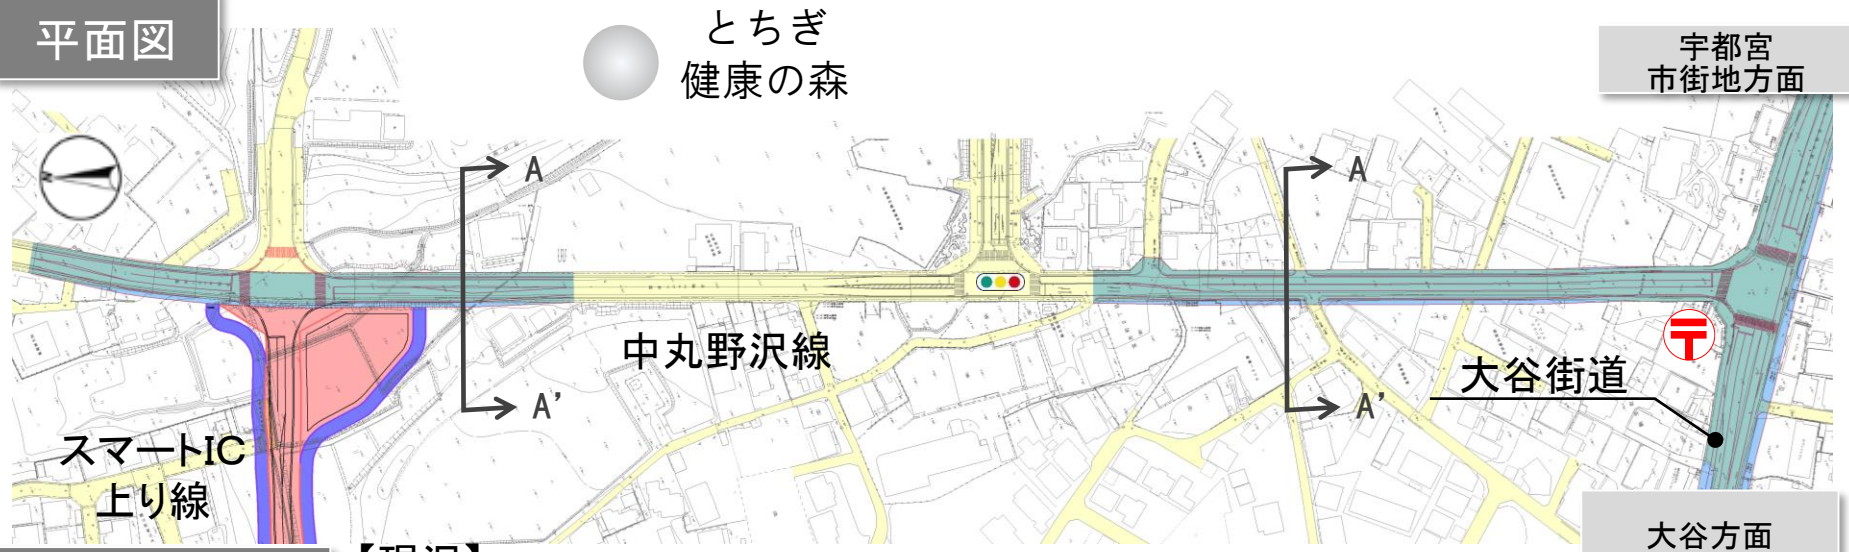 平面図
とちぎ
健康の森
宇都宮
市街地方面
A
A
中丸野沢線
A'
A'
大谷街道
スマートIC
上り線
大谷方面
【現況】